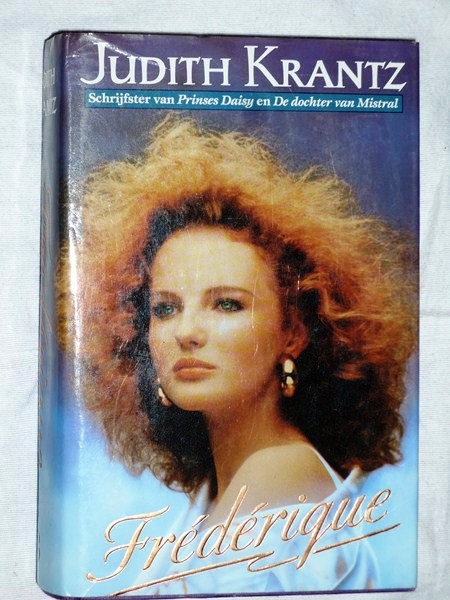 JUDITH KRANTZ
Schrijfster van Prinses Daisy en De dochter van Mistral
Frédérique